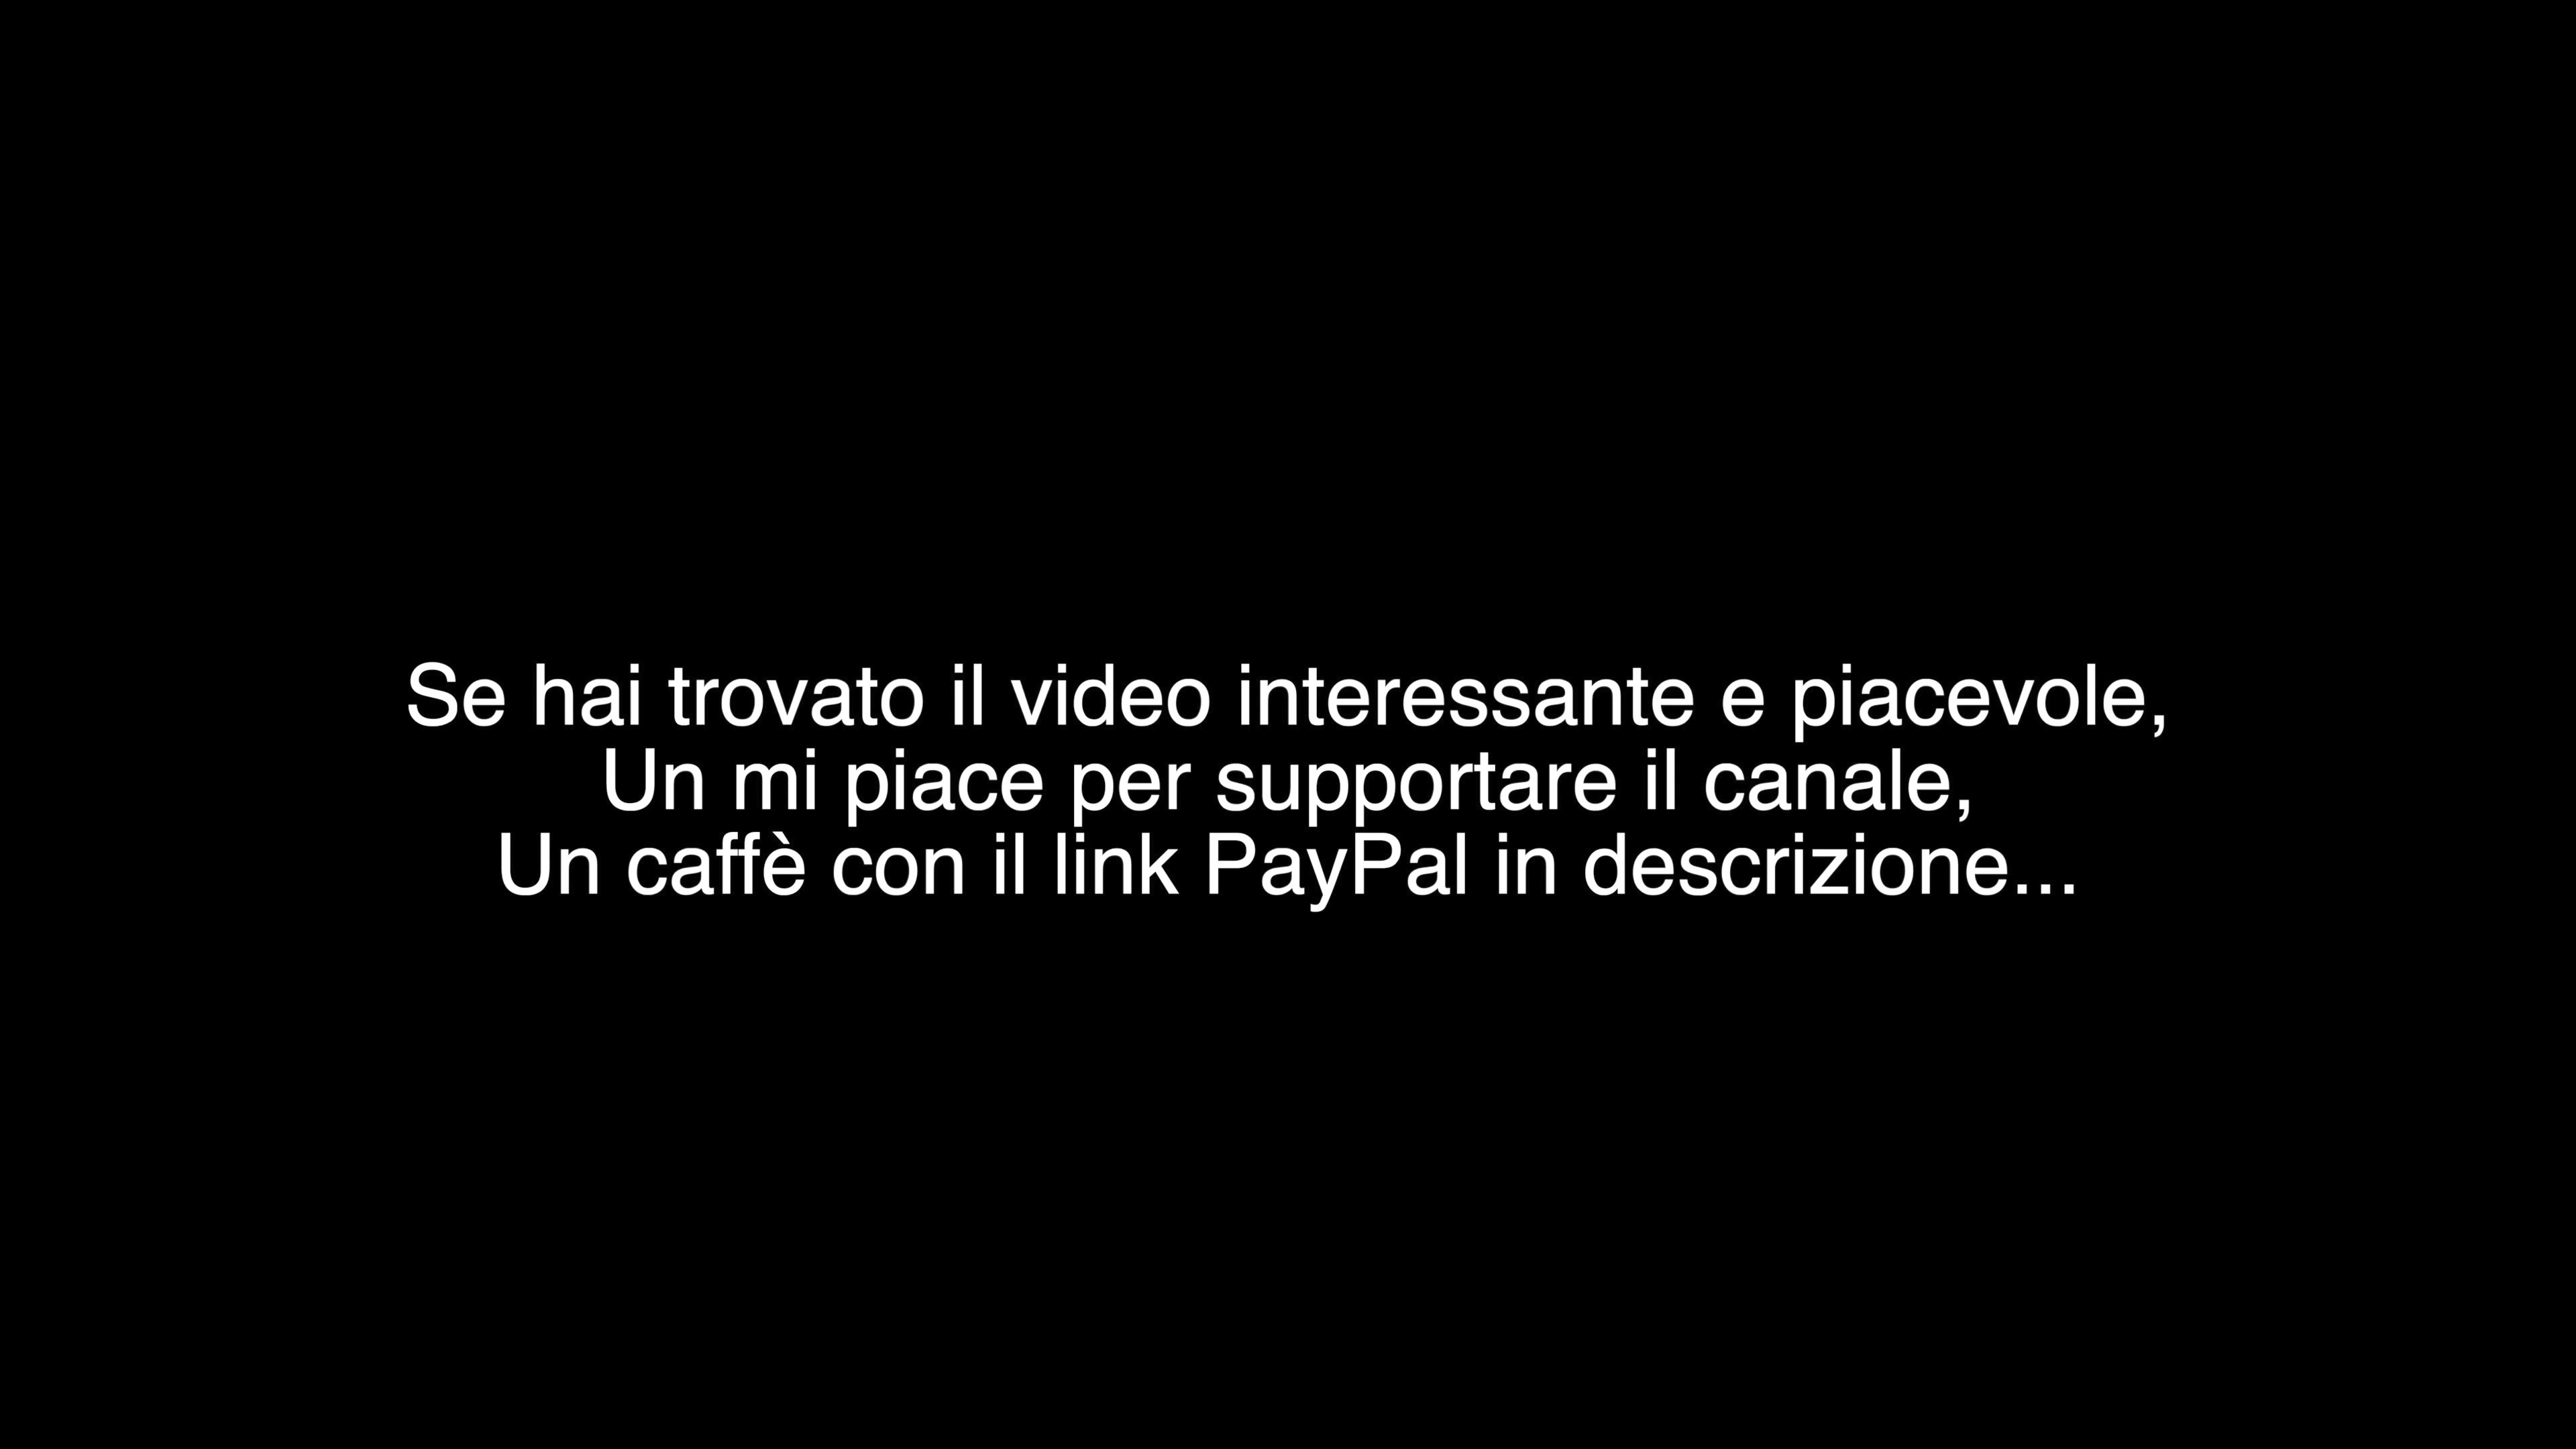 Se hai trovato il video interessante e piacevole,
Un mi piace per supportare il canale,
Un caffè con il link PayPal in descrizione...